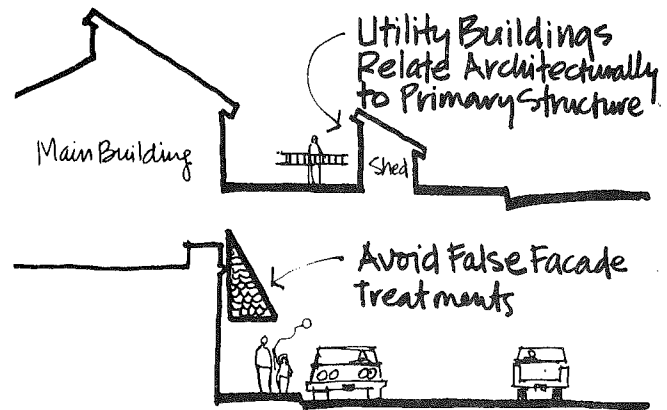 Utility Buildings
Relate Architecturally
to Primary Structure
Main Building
Shed
Avoid False Facade
Treatments